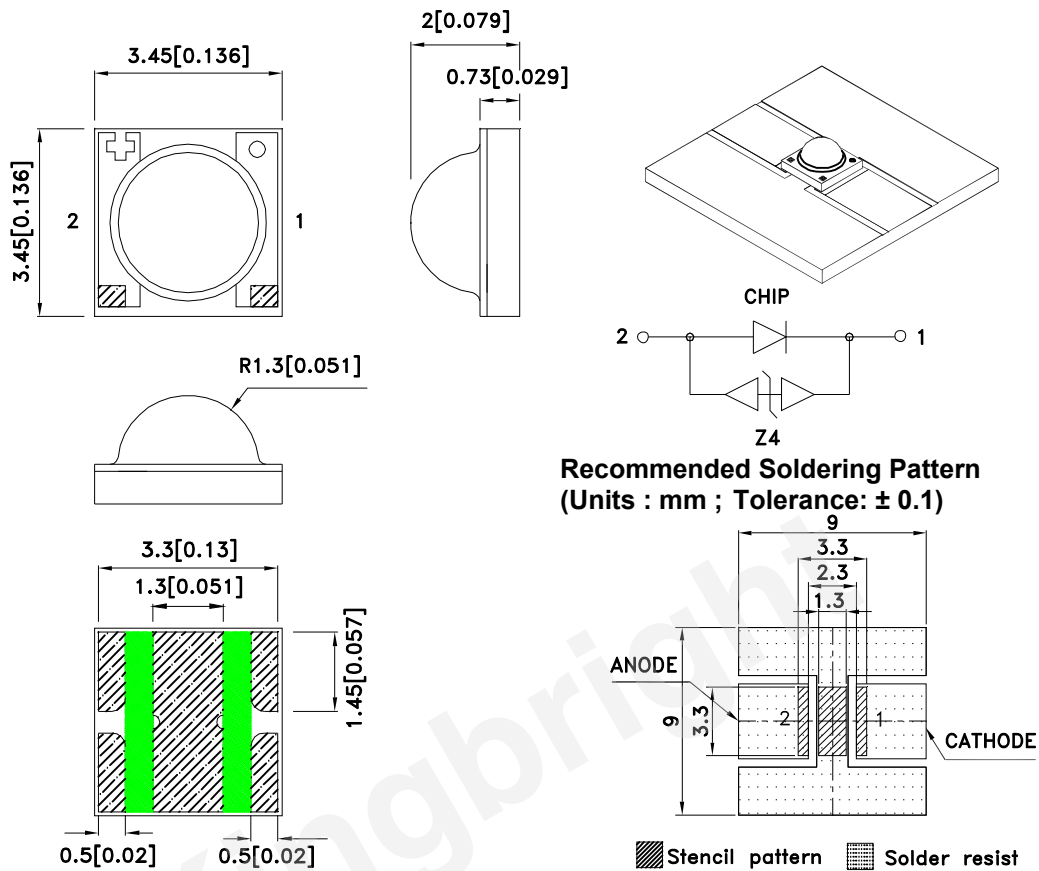 2[0.079]
3.45[0.136]
0.73[0.029]
3.45[0.136]
2
1
CHIP
2
1
Z4
R1.3[0.051]
Recommended Soldering Pattern
(Units : mm ; Tolerance: ± 0.1)
3.3[0.13]
1.3[0.051]
1.45[0.057]
0.5[0.02]
0.5[0.02]
9
3.3
2.3
1.3
ANODE
9
3.3
2
1
CATHODE
Stencil pattern
Solder resist
Kingbright